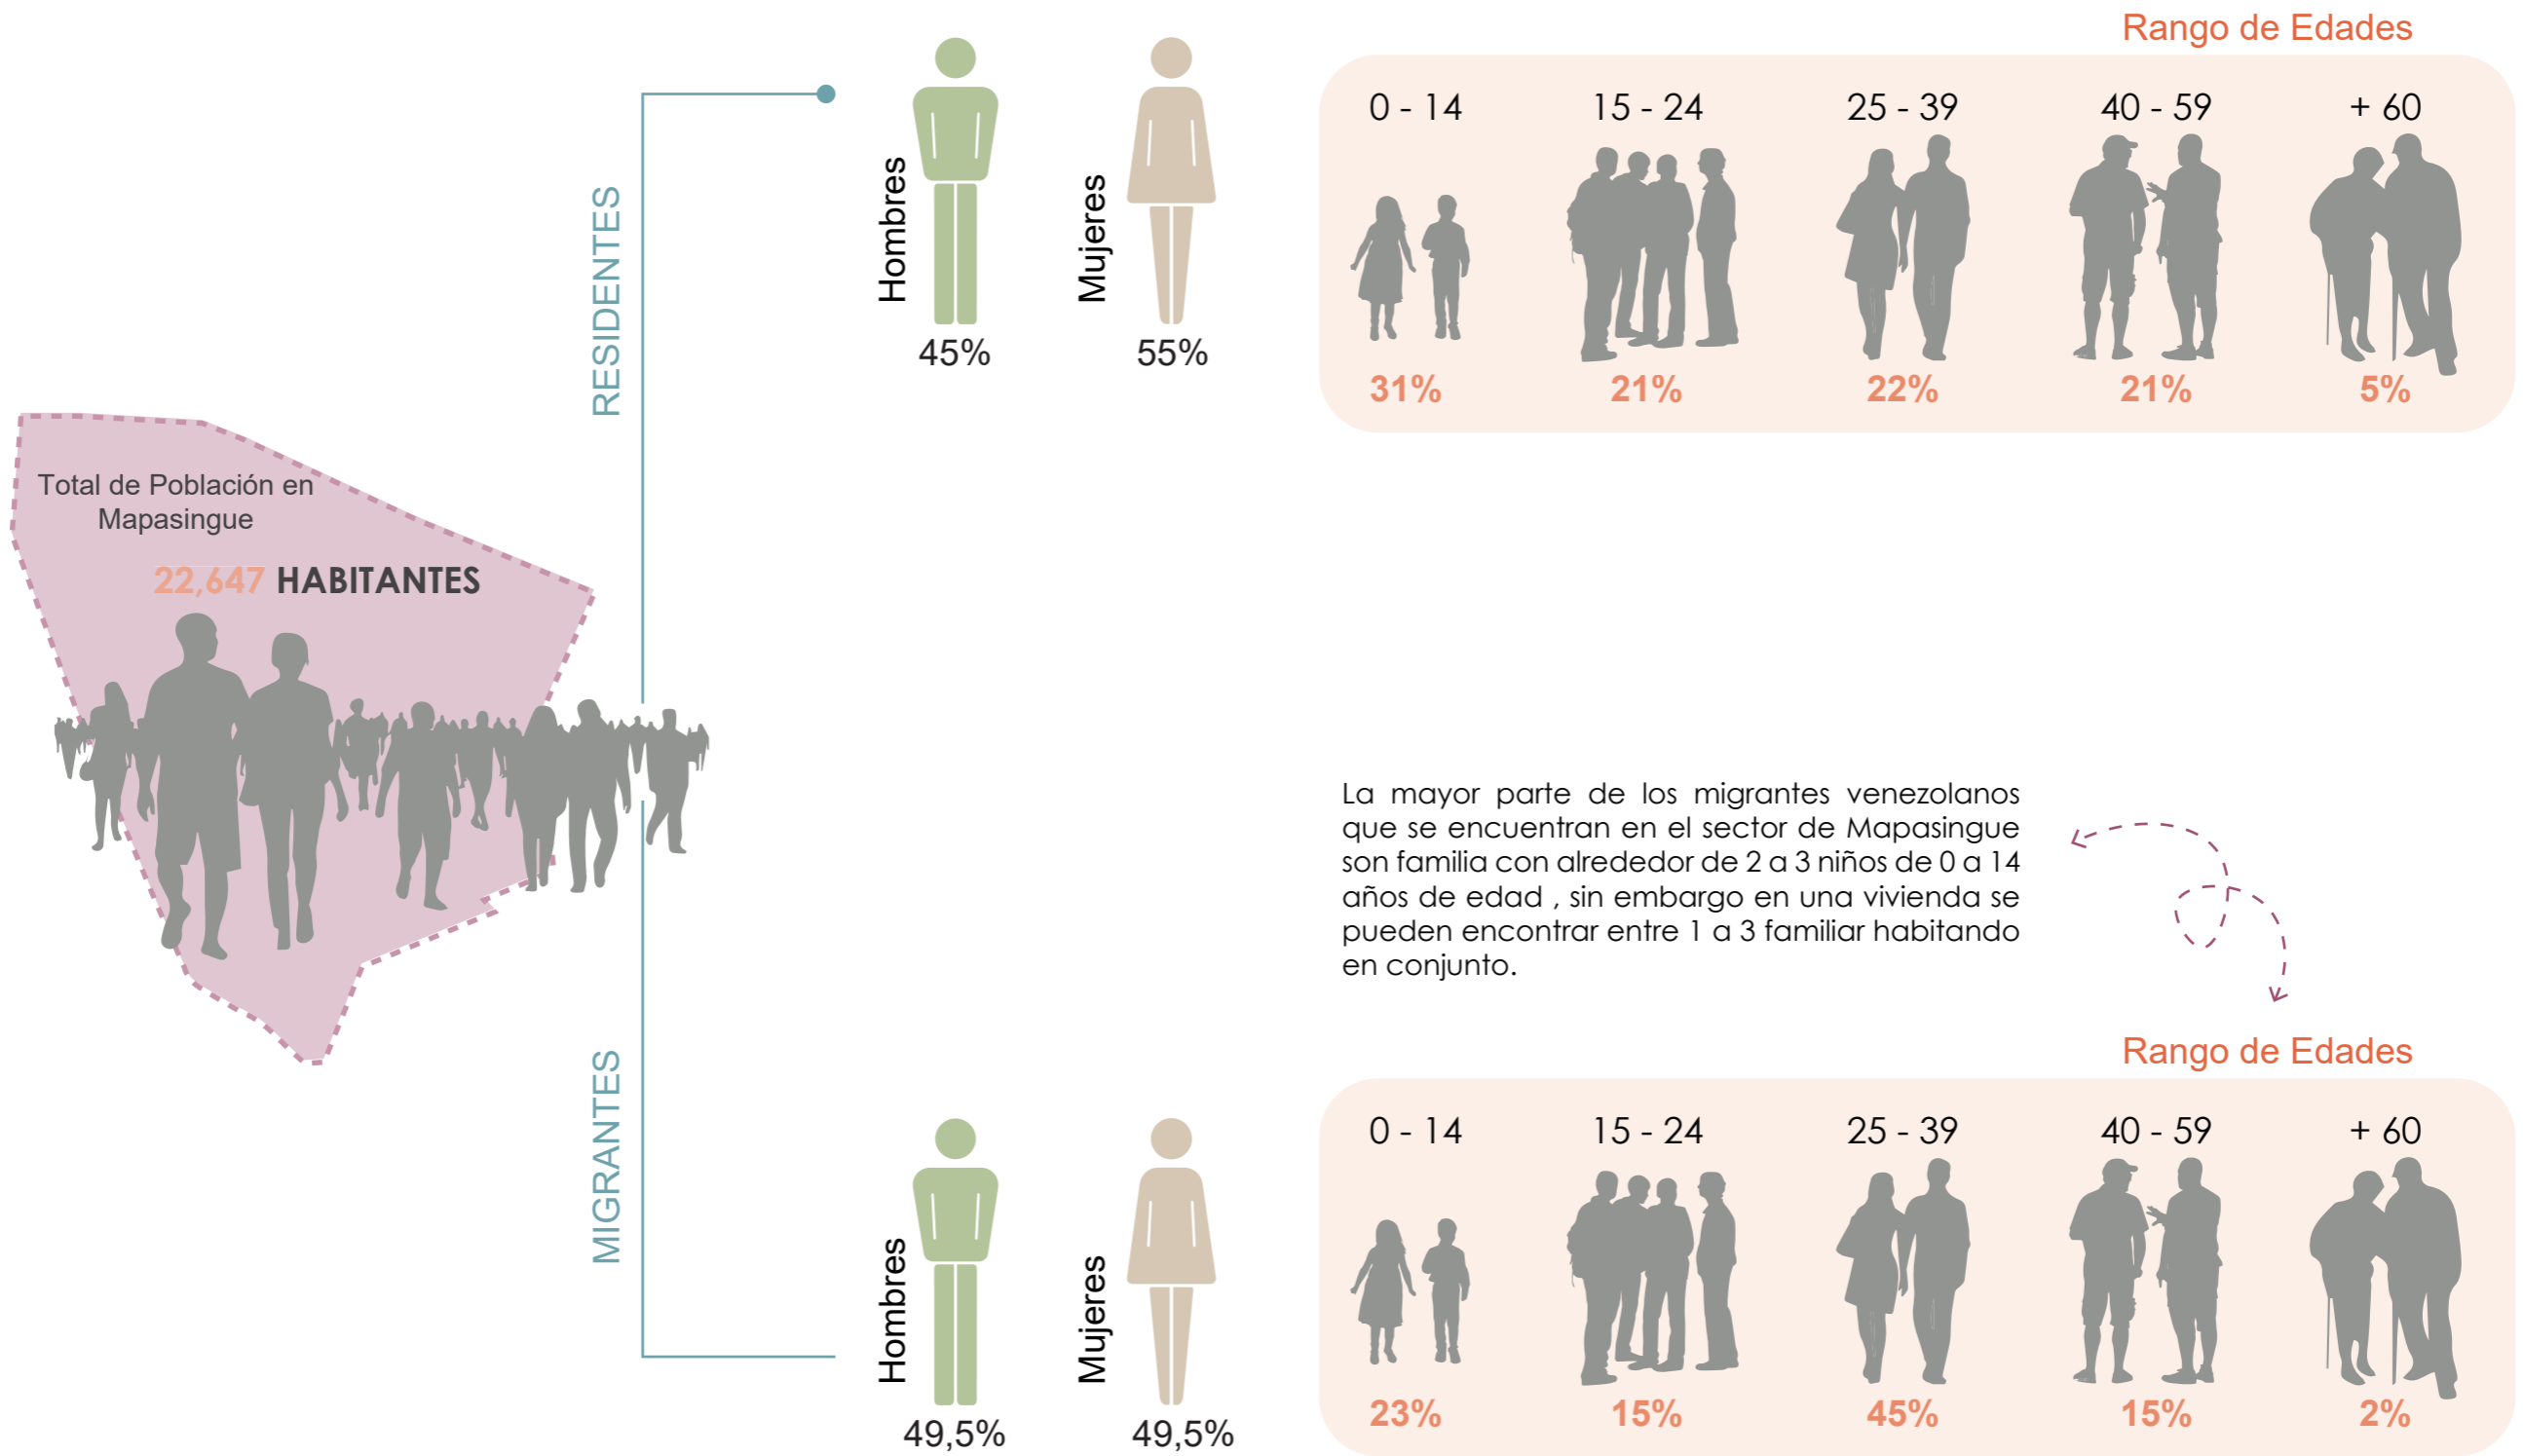 Total de Población en
Mapasingue
22,647 HABITANTES
RESIDENTES
Hombres
45%
Mujeres
55%
Rango de Edades
0 - 14
15 - 24
25 - 39
40 - 59
+ 60
31%
21%
22%
21%
5%
La mayor parte de los migrantes venezolanos
que se encuentran en el sector de Mapasingue
son familia con alrededor de 2 a 3 niños de 0 a 14
años de edad , sin embargo en una vivienda se
pueden encontrar entre 1 a 3 familiar habitando
en conjunto.
MIGRANTES
Hombres
49,5%
Mujeres
49,5%
Rango de Edades
0 - 14
15 - 24
25 - 39
40 - 59
+ 60
23%
15%
45%
15%
2%